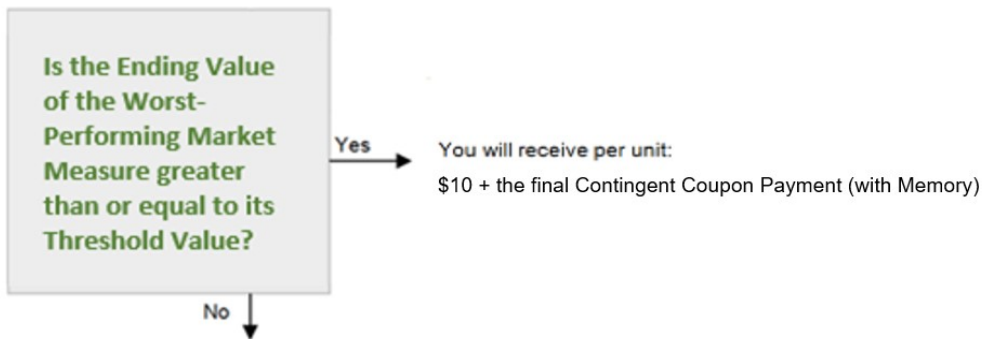 Is the Ending Value
of the Worst-
Performing Market
Measure greater
than or equal to its
Threshold Value?
Yes
You will receive per unit:
$10 + the final Contingent Coupon Payment (with Memory)
No